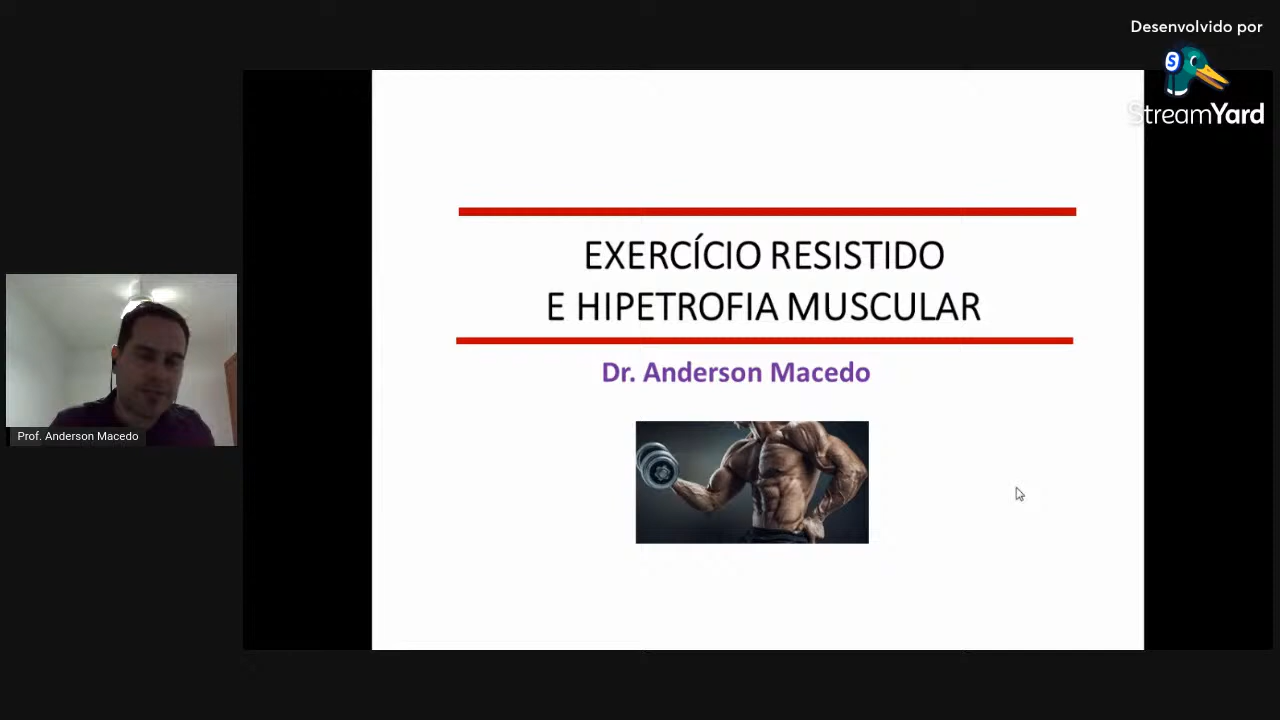 Desenvolvido por
StreamYard
EXERCÍCIO RESISTIDO
E HIPETROFIA MUSCULAR
Dr. Anderson Macedo
Prof. Anderson Macedo